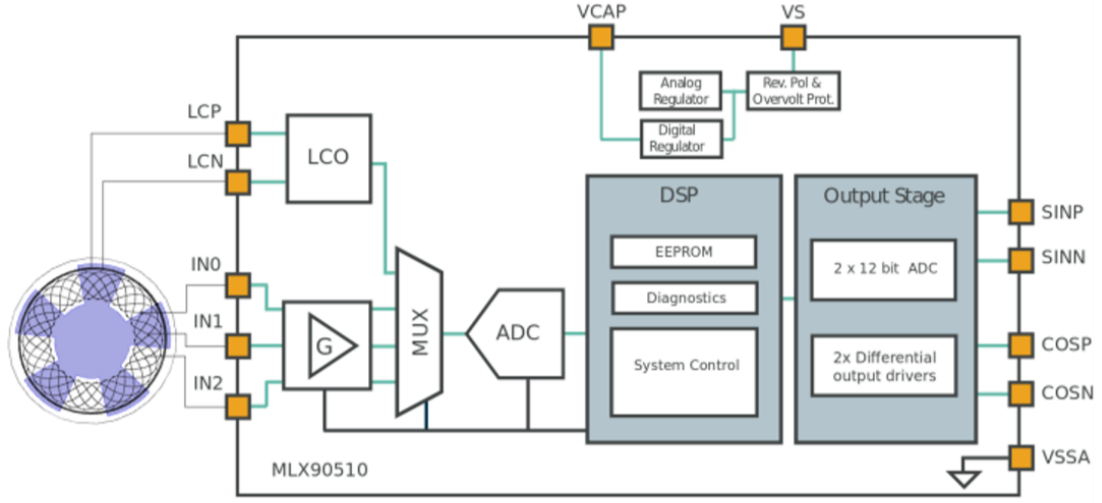 VCAP
VS
Analog
Regulator
Rev. Pol &
Overvolt Prot.
Digital
Regulator
LCP
LCN
LCO
IN0
IN1
IN2
G
MUX
ADC
DSP
EEPROM
Diagnostics
System Control
Output Stage
2 x 12 bit ADC
2x Differential
output drivers
SINP
SINN
COSP
COSN
VSSA
MLX90510